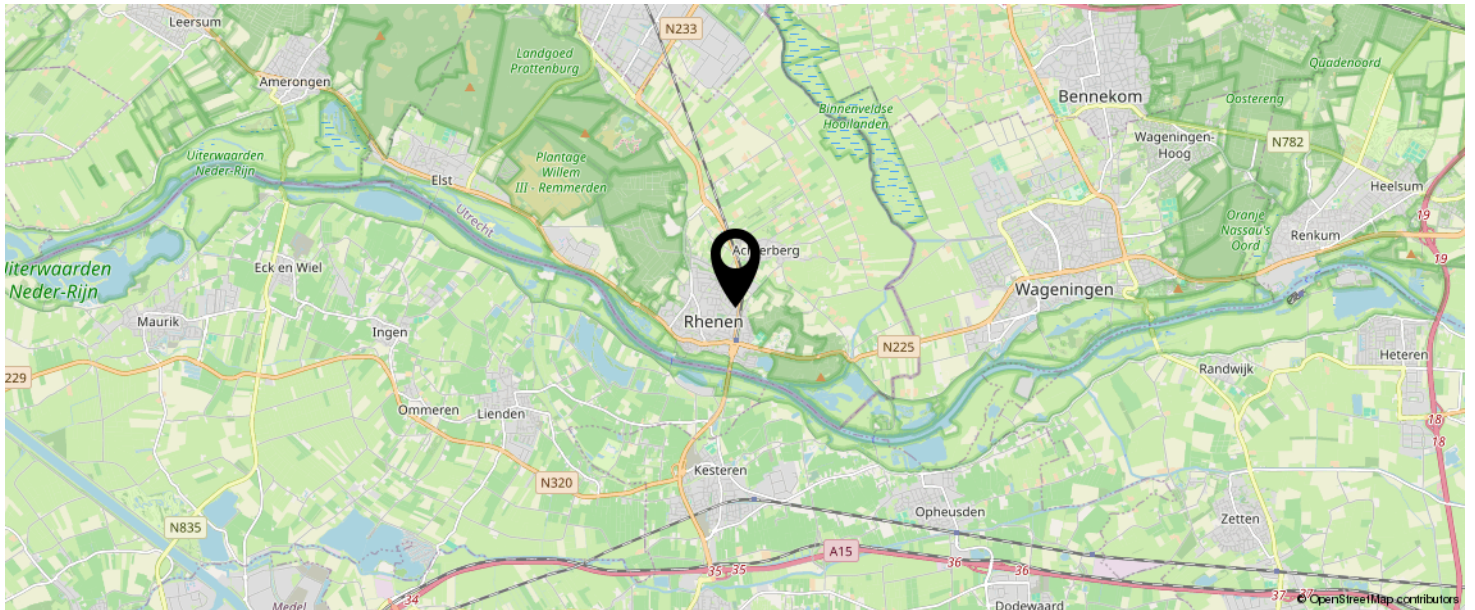 Leersum
N233
Landgoed
Prattenburg
Quadenoord
Amerongen
Bennekom
Oostereng
Binnenveldse
Hooilanden
Wageningen-
Hoog
N782
Uiterwaarden
Neder-Rijn
Plantage
Willem
III - Remmerden
Elst
Heelsum
Utrecht
Oranje
Nassau's
Oord
19
Renkum
Achterberg
19
Uiterwaarden
Neder-Rijn
Eck en Wiel
Wageningen
Maurik
Ingen
Rhenen
N225
Heteren
229
Randwijk
Ommeren
Lienden
18
18
Kesteren
N320
Opheusden
N835
Zetten
A15
35
35
36
36
34
37
37
Medel
Dodewaard
© OpenStreetMap contributors